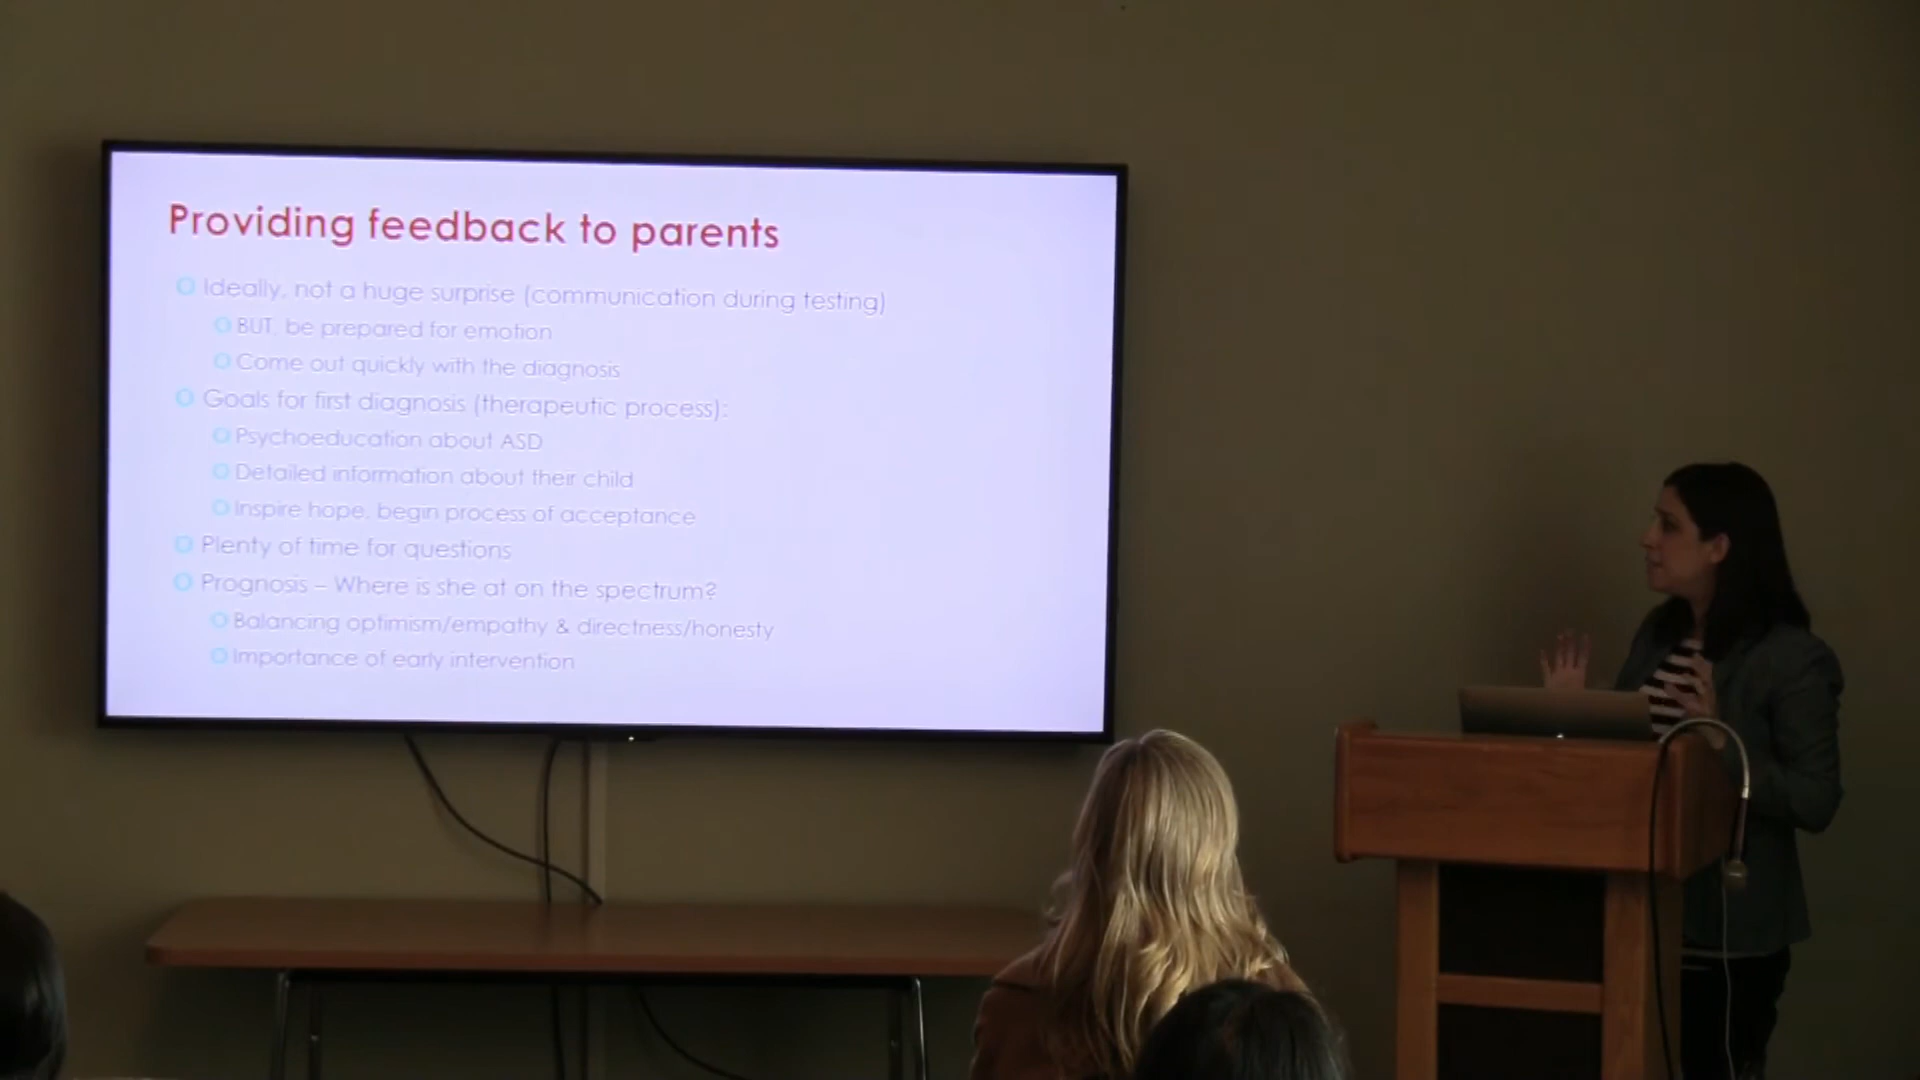 Providing feedback to parents
Ideally, not a huge surprise (communication during testing)
BUT, be prepared for emotion
Come out quickly with the diagnosis
Goals for first diagnosis (therapeutic process):
Psychoeducation about ASD
Detailed information about their child
Inspire hope, begin process of acceptance
Plenty of time for questions
Prognosis – Where is she at on the spectrum?
Balancing optimism/empathy & directness/honesty
Importance of early intervention